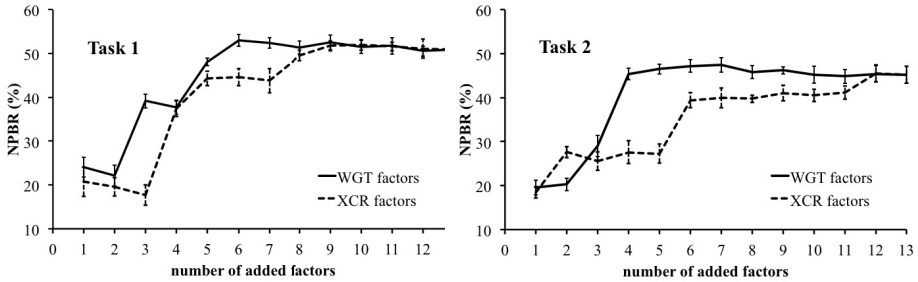 60
50
40
30
20
10
NPBR (%)
Task 1
WGT factors
XCR factors
0 1 2 3 4 5 6 7 8 9 10 11 12
number of added factors
60
50
40
30
20
10
NPBR (%)
Task 2
WGT factors
XCR factors
0 1 2 3 4 5 6 7 8 9 10 11 12 13
number of added factors